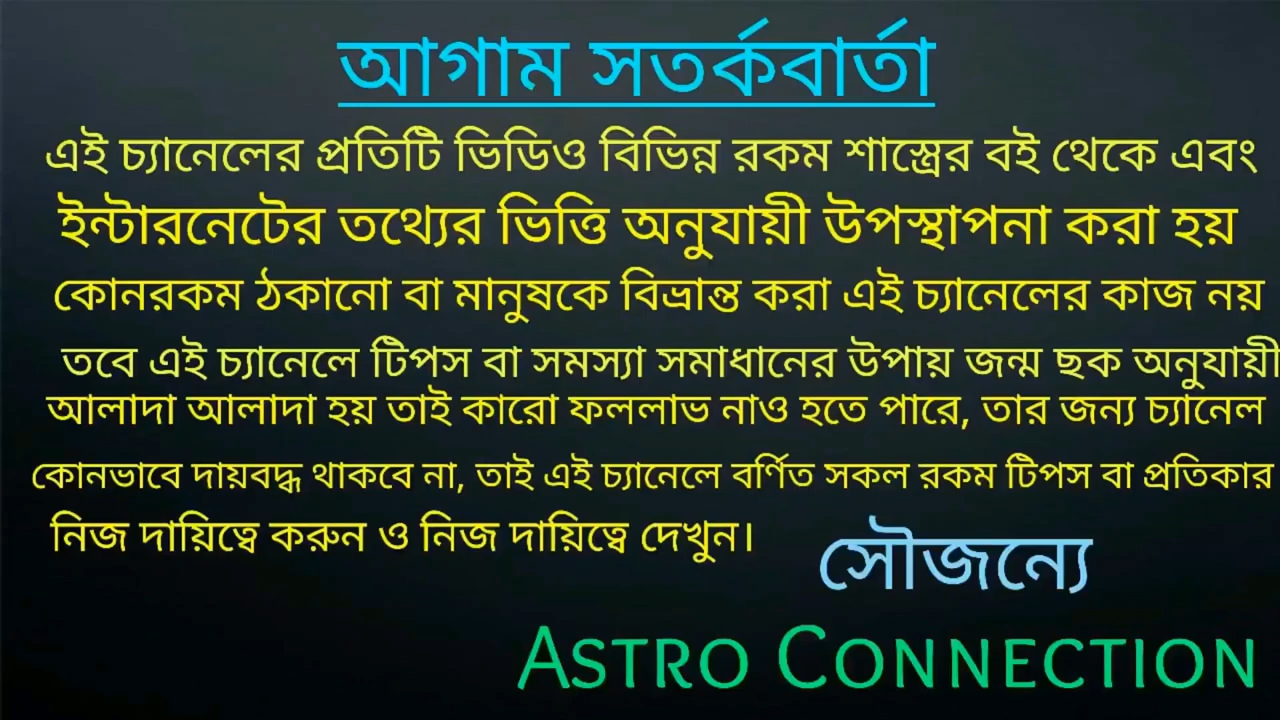 আগাম সতর্কবার্তা
এই চ্যানেলের প্রতিটি ভিডিও বিভিন্ন রকম শাস্ত্রের বই থেকে এবং
ইন্টারনেটের তথ্যের ভিত্তি অনুযায়ী উপস্থাপনা করা হয়
কোনরকম ঠকানো বা মানুষকে বিভ্রান্ত করা এই চ্যানেলের কাজ নয়
তবে এই চ্যানেলে টিপস বা সমস্যা সমাধানের উপায় জন্ম ছক অনুযায়ী
আলাদা আলাদা হয় তাই কারো ফললাভ নাও হতে পারে, তার জন্য চ্যানেল
কোনভাবে দায়বদ্ধ থাকবে না, তাই এই চ্যানেলে বর্ণিত সকল রকম টিপস বা প্রতিকার
নিজ দায়িত্বে করুন ও নিজ দায়িত্বে দেখুন।
সৌজন্যে
ASTRO CONNECTION